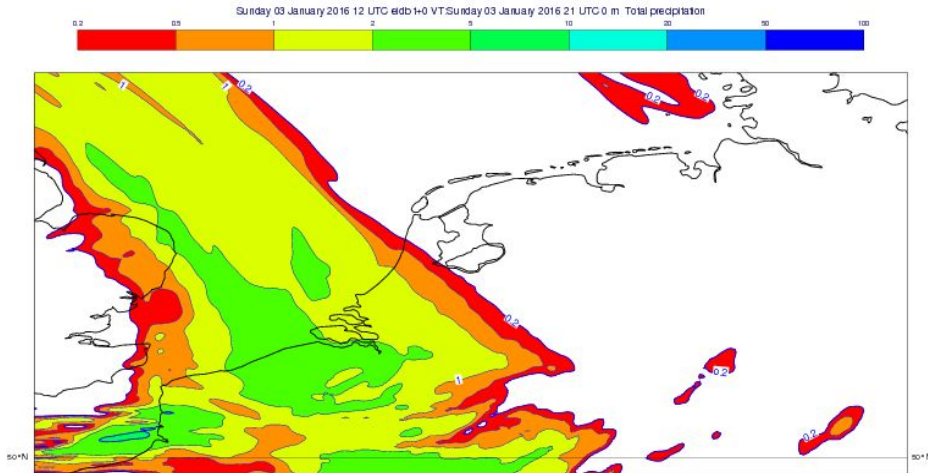 Sunday 03 January 2016 12 UTC eldb t+0 VT:Sunday 03 January 2016 21 UTC 0 m Total precipitation
0.2 0.5 1 2 5 10 20 50 100
1 1 0.2 0.2 0.2
0.2
0.2
1
0.2
50°N 50°N